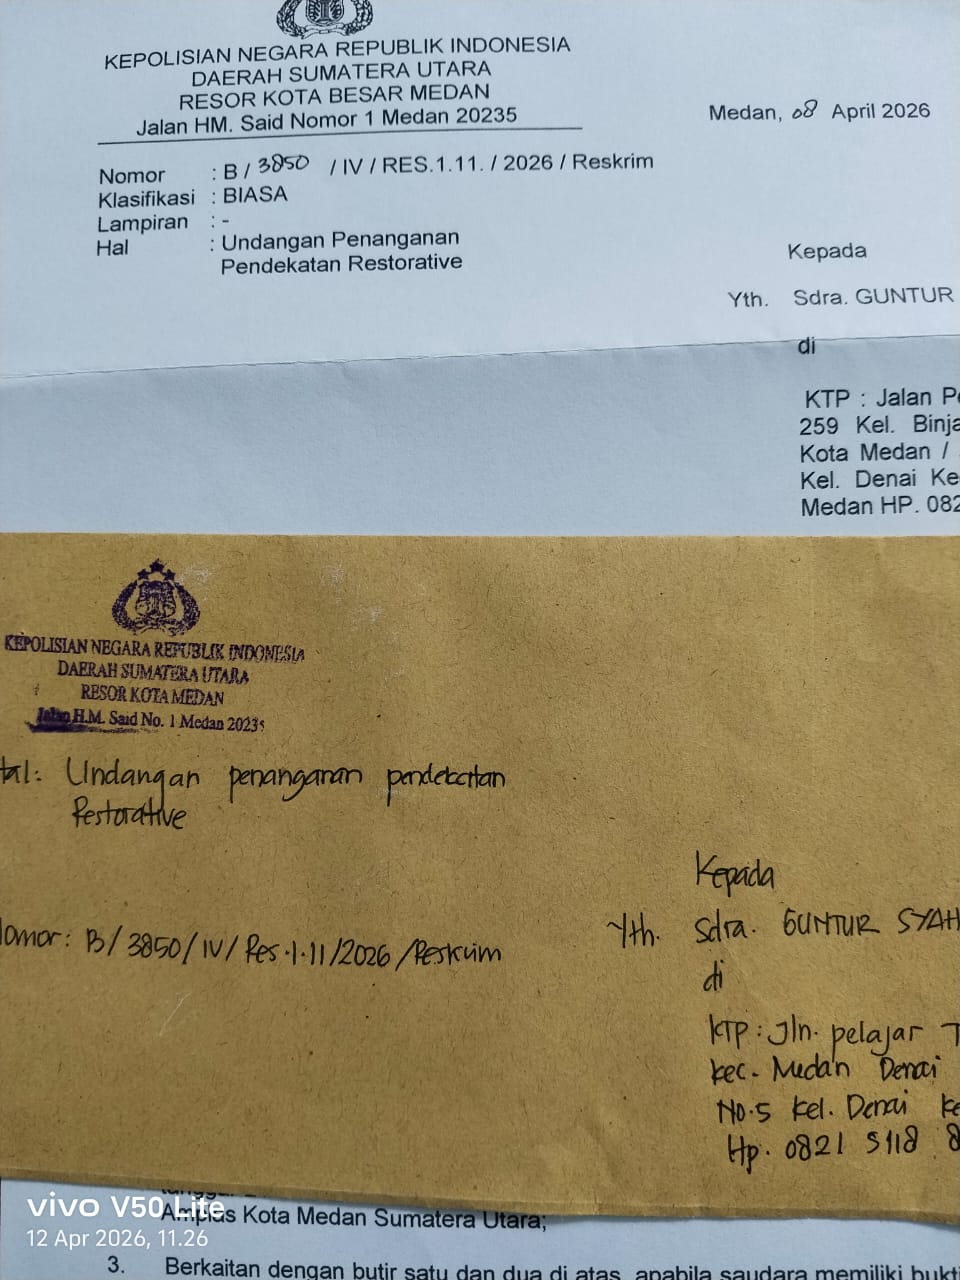 KEPOLISIAN NEGARA REPUBLIK INDONESIA
DAERAH SUMATERA UTARA
RESOR KOTA BESAR MEDAN
Jalan HM. Said Nomor 1 Medan 20235
Medan, 08 April 2026
Nomor : B / 3850 / IV / RES.1.11. / 2026 / Reskrim
Klasifikasi : BIASA
Lampiran : -
Hal : Undangan Penanganan
Pendekatan Restorative
Kepada
Yth. Sdra. GUNTUR
di
KTP : Jalan
259 Kel.
Kota Medan /
Kel. Denai
Medan HP. 082
KEPOLISIAN NEGARA REPUBLIK INDONESIA
DAERAH SUMATERA UTARA
RESOR KOTA MEDAN
Jalan H.M. Said No. 1 Medan 20235
Hal: Undangan penanganan pendekatan
Restorative
Kepada
Nomor: B/ 3850/ IV/ Res.1.11/2026 /Reskrim
Yth. Sdra. GUNTUR SYAH
di
KTP : Jln. pelajar
Kec. Medan Denai
No.5 Kel. Denai
Hp. 0821 5118 8
Amplas Kota Medan Sumatera Utara;
3. Berkaitan dengan butir satu dan dua di atas, apabila saudara memiliki bukti
vivo V50 Lite
12 Apr 2026, 11.26